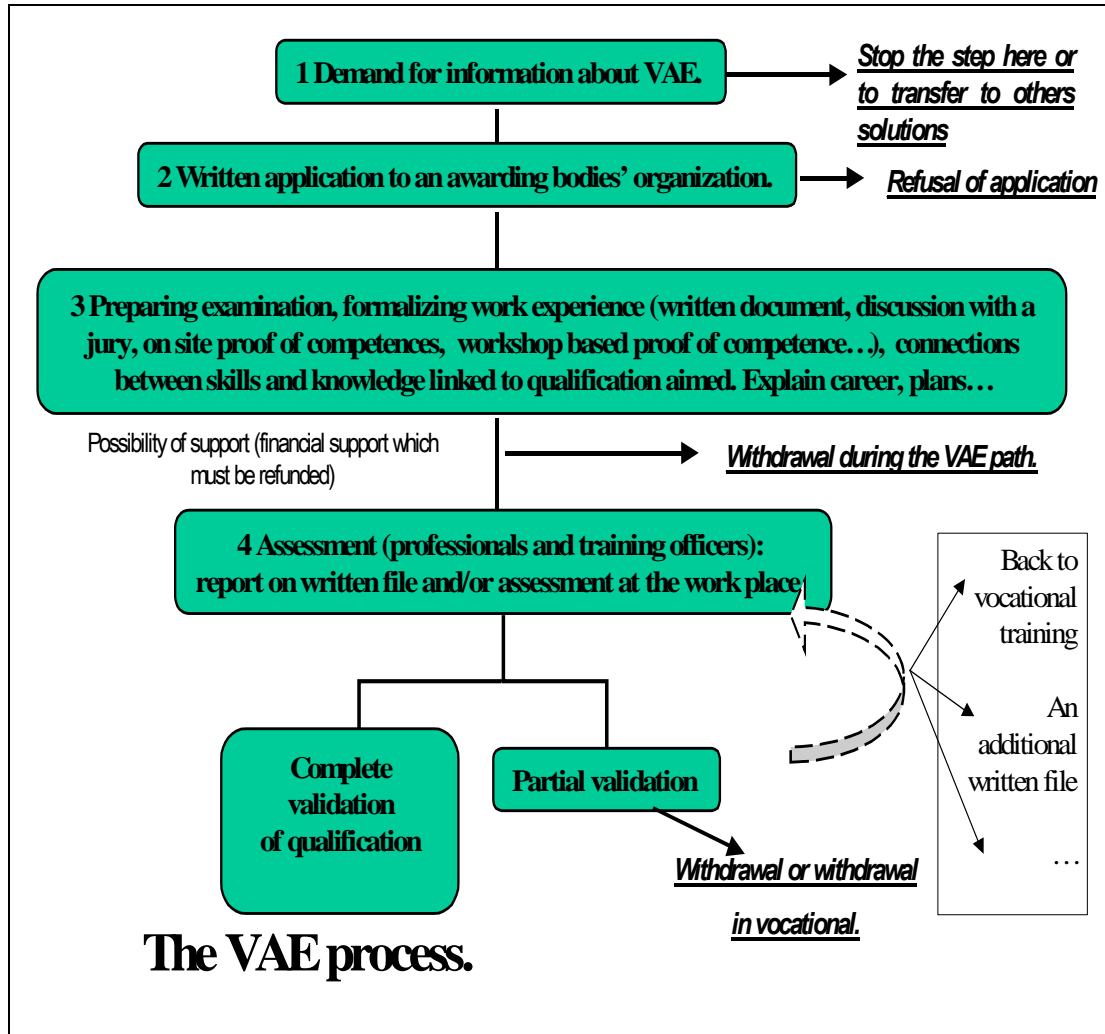 1 Demand for information about VAE.
Stop the step here or
to transfer to others
solutions
2 Written application to an awarding bodies' organization.
Refusal of application
3 Preparing examination, formalizing work experience (written document, discussion with a
jury, on site proof of competences, workshop based proof of competence…), connections
between skills and knowledge linked to qualification aimed. Explain career, plans…
Possibility of support (financial support which
must be refunded)
Withdrawal during the VAE path.
4 Assessment (professionals and training officers):
report on written file and/or assessment at the work place
Back to
vocational
training
An
additional
written file
…
Complete
validation
of qualification
Partial validation
Withdrawal or withdrawal
in vocational.
The VAE process.